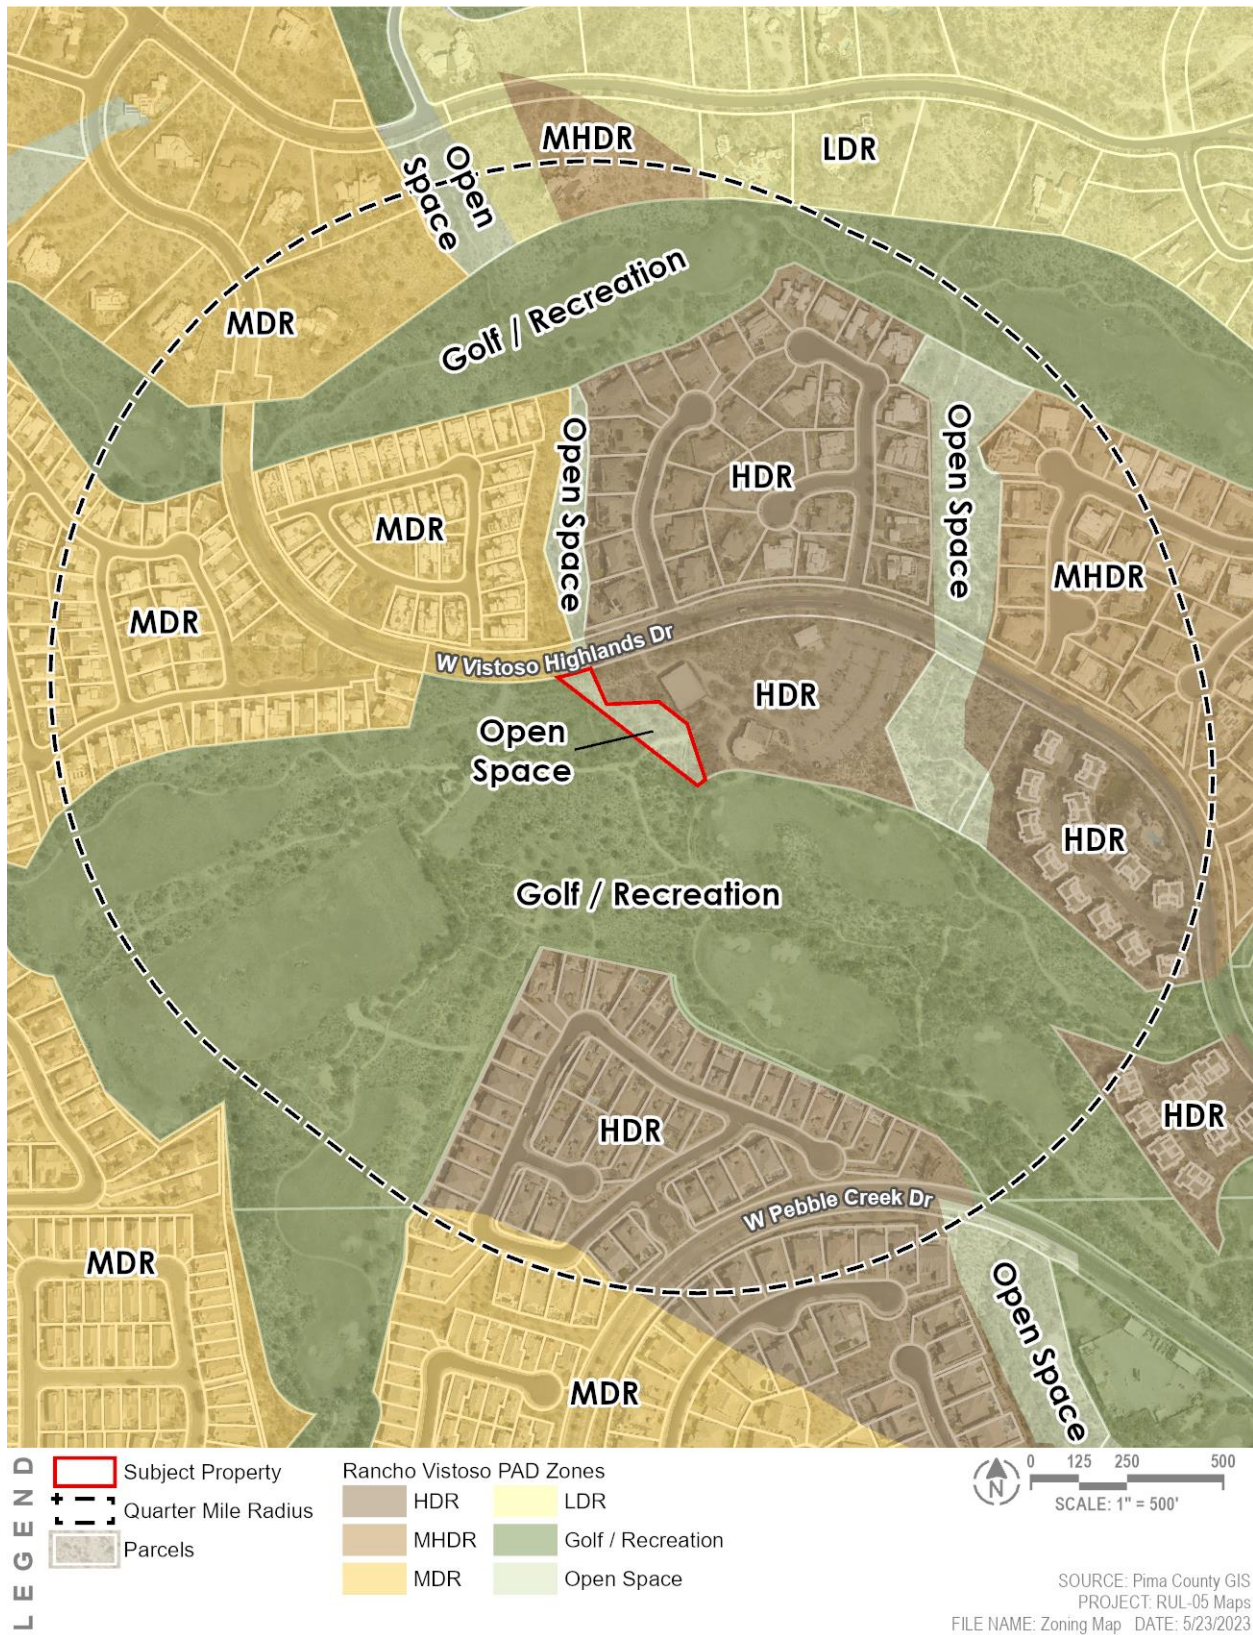 MHDR
LDR
Open
Space
Golf / Recreation
MDR
Open Space
HDR
Open Space
MDR
MHDR
MDR
W Vistoso Highlands Dr
HDR
Open
Space
HDR
Golf / Recreation
HDR
HDR
W Pebble Creek Dr
MDR
Open Space
MDR
LEGEND
Subject Property
Quarter Mile Radius
Parcels
Rancho Vistoso PAD Zones
HDR
MHDR
MDR
LDR
Golf / Recreation
Open Space
N
0 125 250 500
SCALE: 1" = 500'
SOURCE: Pima County GIS
PROJECT: RUL-05 Maps
FILE NAME: Zoning Map DATE: 5/23/2023